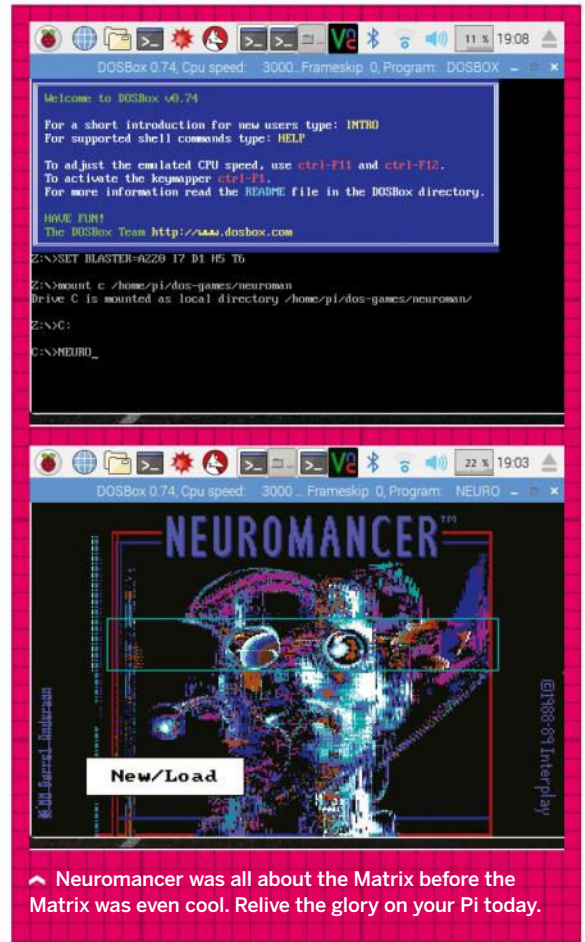 11 % 19:08
DOSBox 0.74, Cpu speed: 3000...Frameskip 0, Program: DOSBOX
Welcome to DOSBox v0.74
For a short introduction for new users type: INTRO
For supported shell commands type: HELP
To adjust the emulated CPU speed, use ctrl-F11 and ctrl-F12.
To activate the keymapper ctrl-F1.
For more information read the README file in the DOSBox directory.
HAVE FUN!
The DOSBox Team http://www.dosbox.com
Z:\>SET BLASTER=A220 I7 D1 H5 T6
Z:\>mount c /home/pi/dos-games/neuroman
Drive C is mounted as local directory /home/pi/dos-games/neuroman/
Z:\>C:
C:\>NEURO_
22 % 19:03
DOSBox 0.74, Cpu speed: 3000 ... Frameskip 0, Program: NEURO
NEUROMANCER™
©1988-89 Interplay
New/Load
Neuromancer was all about the Matrix before the
Matrix was even cool. Relive the glory on your Pi today.